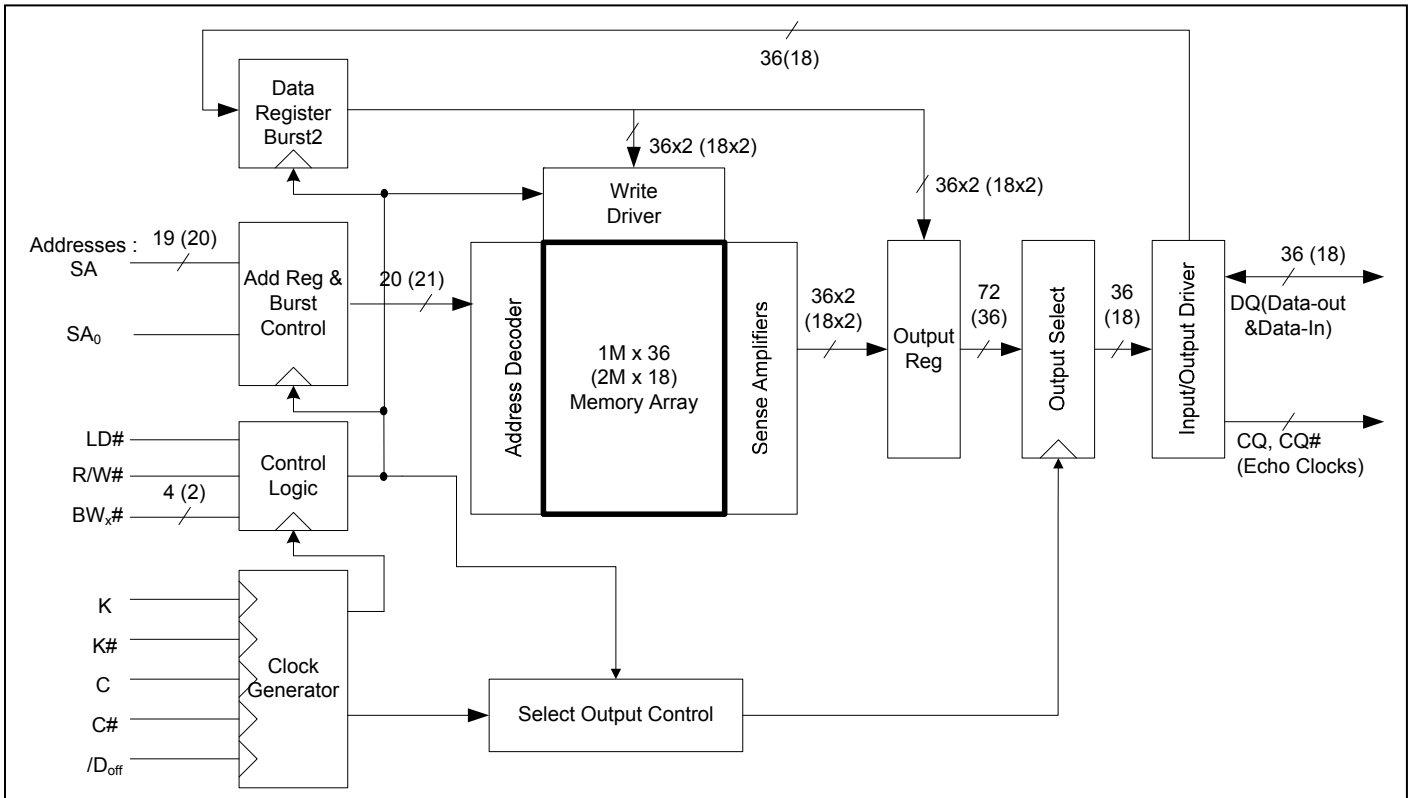 36(18)
Data
Register
Burst2
36x2 (18x2)
36x2 (18x2)
Write
Driver
Addresses :
SA
19 (20)
SA0
Add Reg &
Burst
Control
20 (21)
Address Decoder
1M x 36
(2M x 18)
Memory Array
Sense Amplifiers
36x2
(18x2)
Output
Reg
72
(36)
Output Select
36
(18)
Input/Output Driver
36 (18)
DQ(Data-out
&Data-In)
CQ, CQ#
(Echo Clocks)
LD#
R/W#
4 (2)
BWx#
Control
Logic
K
K#
C
C#
/Doff
Clock
Generator
Select Output Control